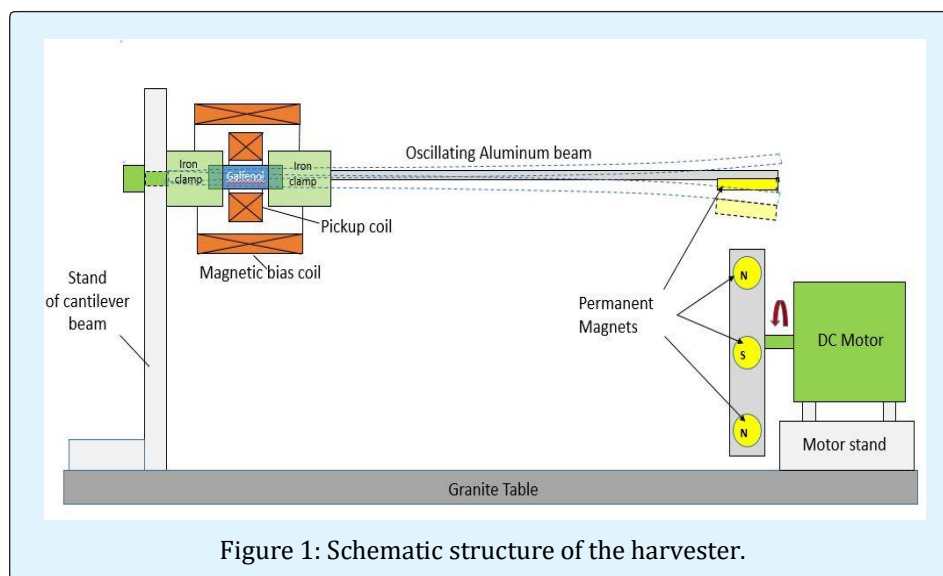 Iron
clamp
Galfenol
Iron
clamp
Oscillating Aluminum beam
Pickup coil
Magnetic bias coil
Stand
of cantilever
beam
Permanent
Magnets
N
S
N
DC Motor
Motor stand
Granite Table
Figure 1: Schematic structure of the harvester.